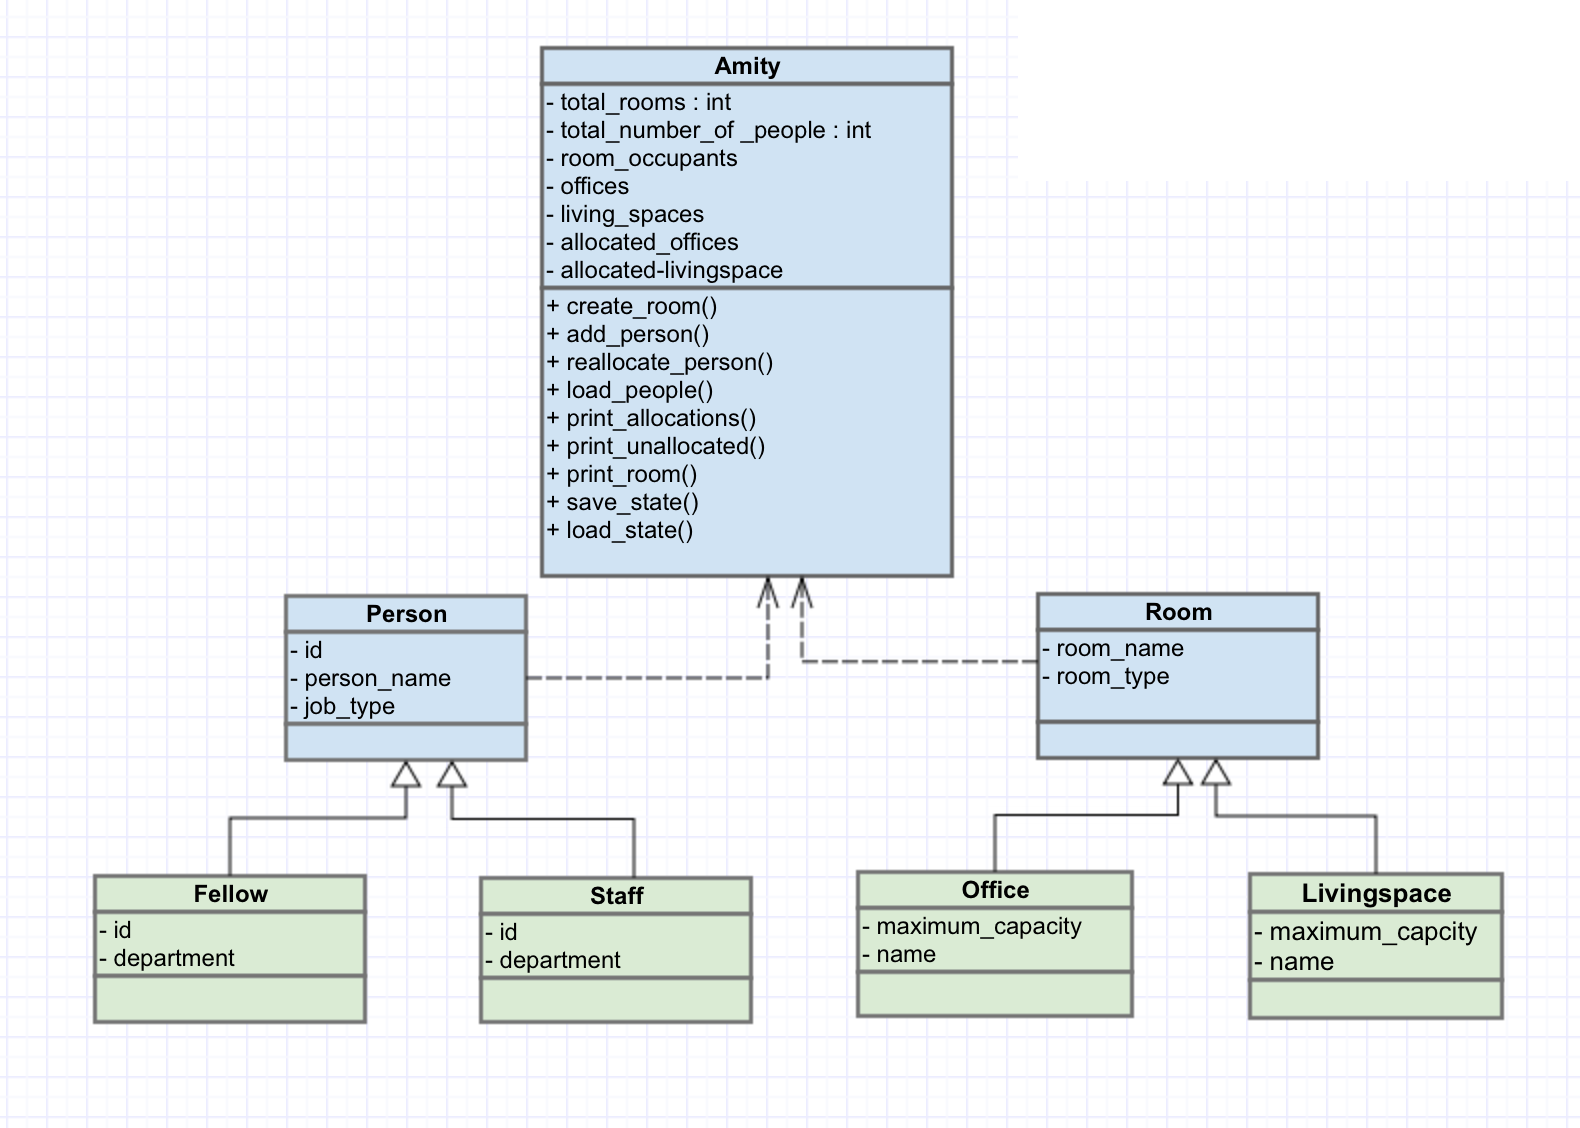 Amity
- total_rooms : int
- total_number_of _people : int
- room_occupants
- offices
- living_spaces
- allocated_offices
- allocated-livingspace
+ create_room()
+ add_person()
+ reallocate_person()
+ load_people()
+ print_allocations()
+ print_unallocated()
+ print_room()
+ save_state()
+ load_state()
Person
- id
- person_name
- job_type
Room
- room_name
- room_type
Fellow
- id
- department
Staff
- id
- department
Office
- maximum_capacity
- name
Livingspace
- maximum_capcity
- name